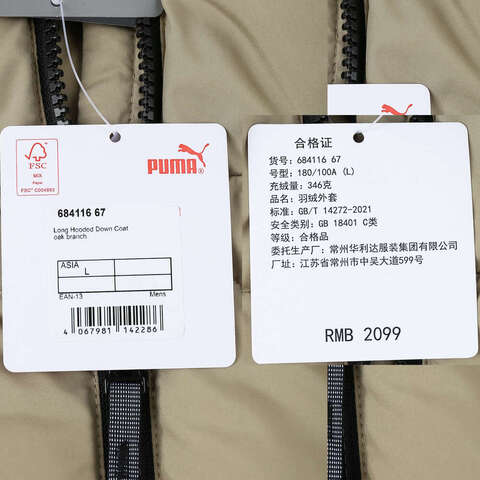 FSC
MIX
Paper
FSC® C004693
PUMA
684116 67
Long Hooded Down Coat
oak branch
ASIA
L
EAN-13 Mens
4 067981 142286
合格证
货号: 684116 67
号型: 180/100A (L)
充绒量: 346克
品名: 羽绒外套
标准: GB/T 14272-2021
安全类别: GB 18401 C类
等级: 合格品
委托生产厂: 常州华利达服装集团有限公司
厂址: 江苏省常州市中吴大道599号
RMB 2099